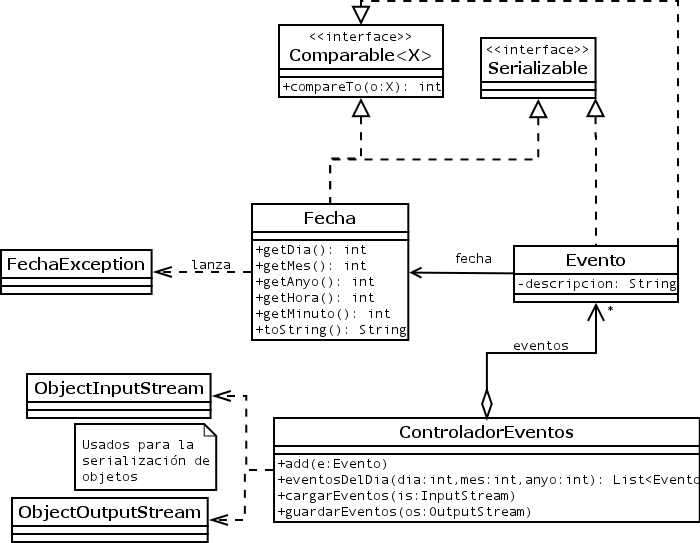 <<interface>>
Comparable<X>
+compareTo(o:X): int
<<interface>>
Serializable
Fecha
+getDia(): int
+getMes(): int
+getAnyo(): int
+getHora(): int
+getMinuto(): int
+toString(): String
FechaException
lanza
fecha
Evento
-descripcion: String
*
eventos
ObjectInputStream
Usados para la
serialización de
objetos
ObjectOutputStream
ControladorEventos
+add(e:Evento)
+eventosDelDia(dia:int,mes:int,anyo:int): List<Evento
+cargarEventos(is:InputStream)
+guardarEventos(os:OutputStream)